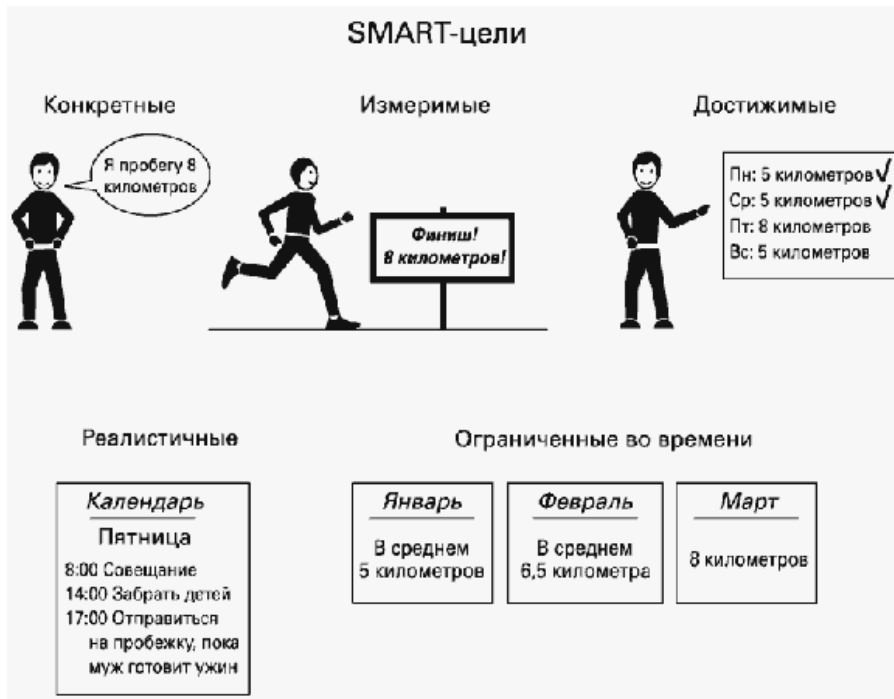 SMART-цели
Конкретные
Я пробегу 8
километров
Измеримые
Финиш!
8 километров!
Достижимые
Пн: 5 километров
Ср: 5 километров
Пт: 8 километров
Вс: 5 километров
Реалистичные
Календарь
Пятница
8:00 Совещание
14:00 Забрать детей
17:00 Отправиться
на пробежку, пока
муж готовит ужин
Ограниченные во времени
Январь
В среднем
5 километров
Февраль
В среднем
6,5 километра
Март
8 километров